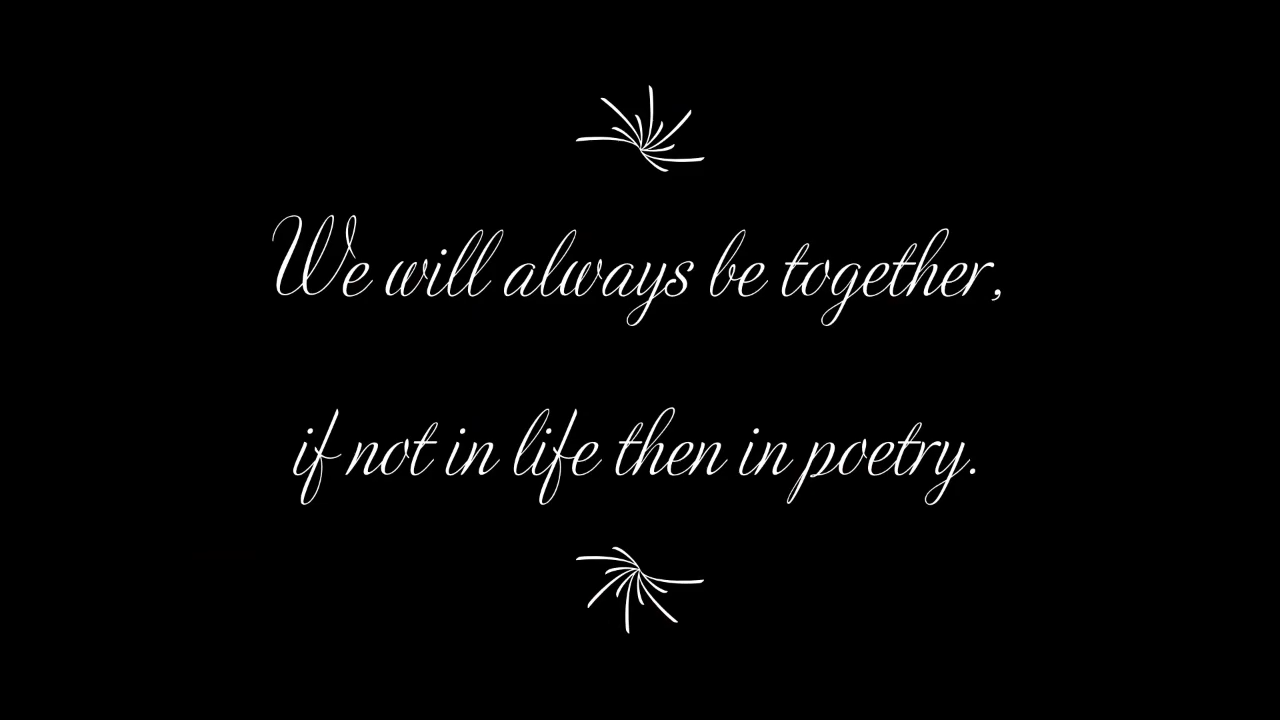 We will always be together,
if not in life then in poetry.